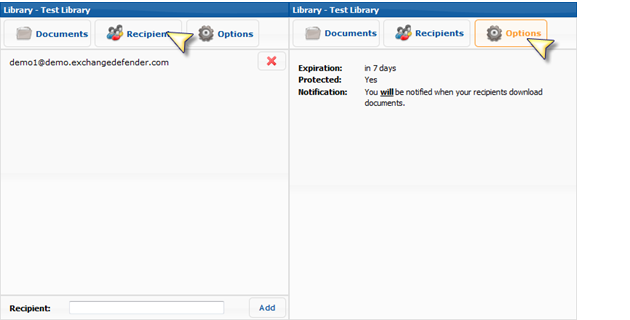 Library - Test Library
Documents
Recipien
Options
demo1@demo.exchangedefender.com
Recipient:
Add
Library - Test Library
Documents
Recipients
Options
Expiration: in 7 days
Protected: Yes
Notification: You will be notified when your recipients download
documents.